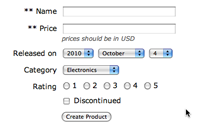 ** Name
** Price
prices should be in USD
Released on 2010 October 4
Category Electronics
Rating 1 2 3 4 5
Discontinued
Create Product